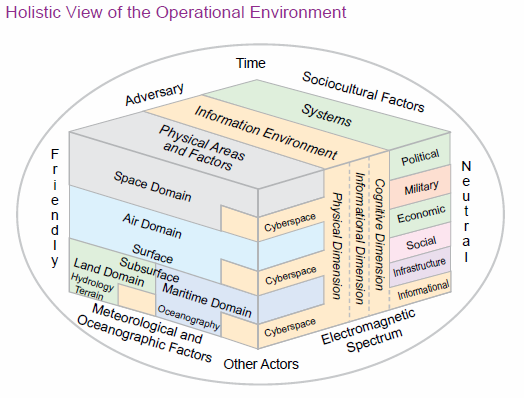 Holistic View of the Operational Environment
Time
Adversary
Sociocultural Factors
Friendly
Neutral
Systems
Information Environment
Physical Areas
and Factors
Space Domain
Air Domain
Surface
Subsurface
Land Domain
Hydrology
Terrain
Maritime Domain
Oceanography
Cyberspace
Cyberspace
Cyberspace
Physical Dimension
Informational Dimension
Cognitive Dimension
Political
Military
Economic
Social
Infrastructure
Informational
Meteorological and
Oceanographic Factors
Other Actors
Electromagnetic
Spectrum